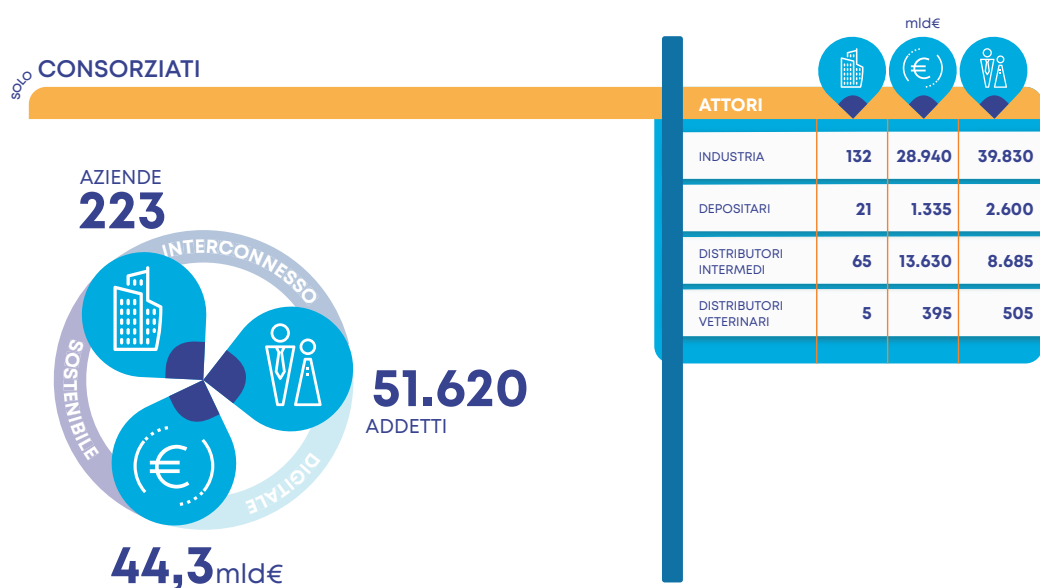 SOLO CONSORZIATI
AZIENDE
223
INTERCONNESSO
SOSTENIBILE
DIGITALE
€
51.620
ADDETTI
44,3mld€
mld€
€
ATTORI
INDUSTRIA 132 28.940 39.830
DEPOSITARI 21 1.335 2.600
DISTRIBUTORI
INTERMEDI 65 13.630 8.685
DISTRIBUTORI
VETERINARI 5 395 505